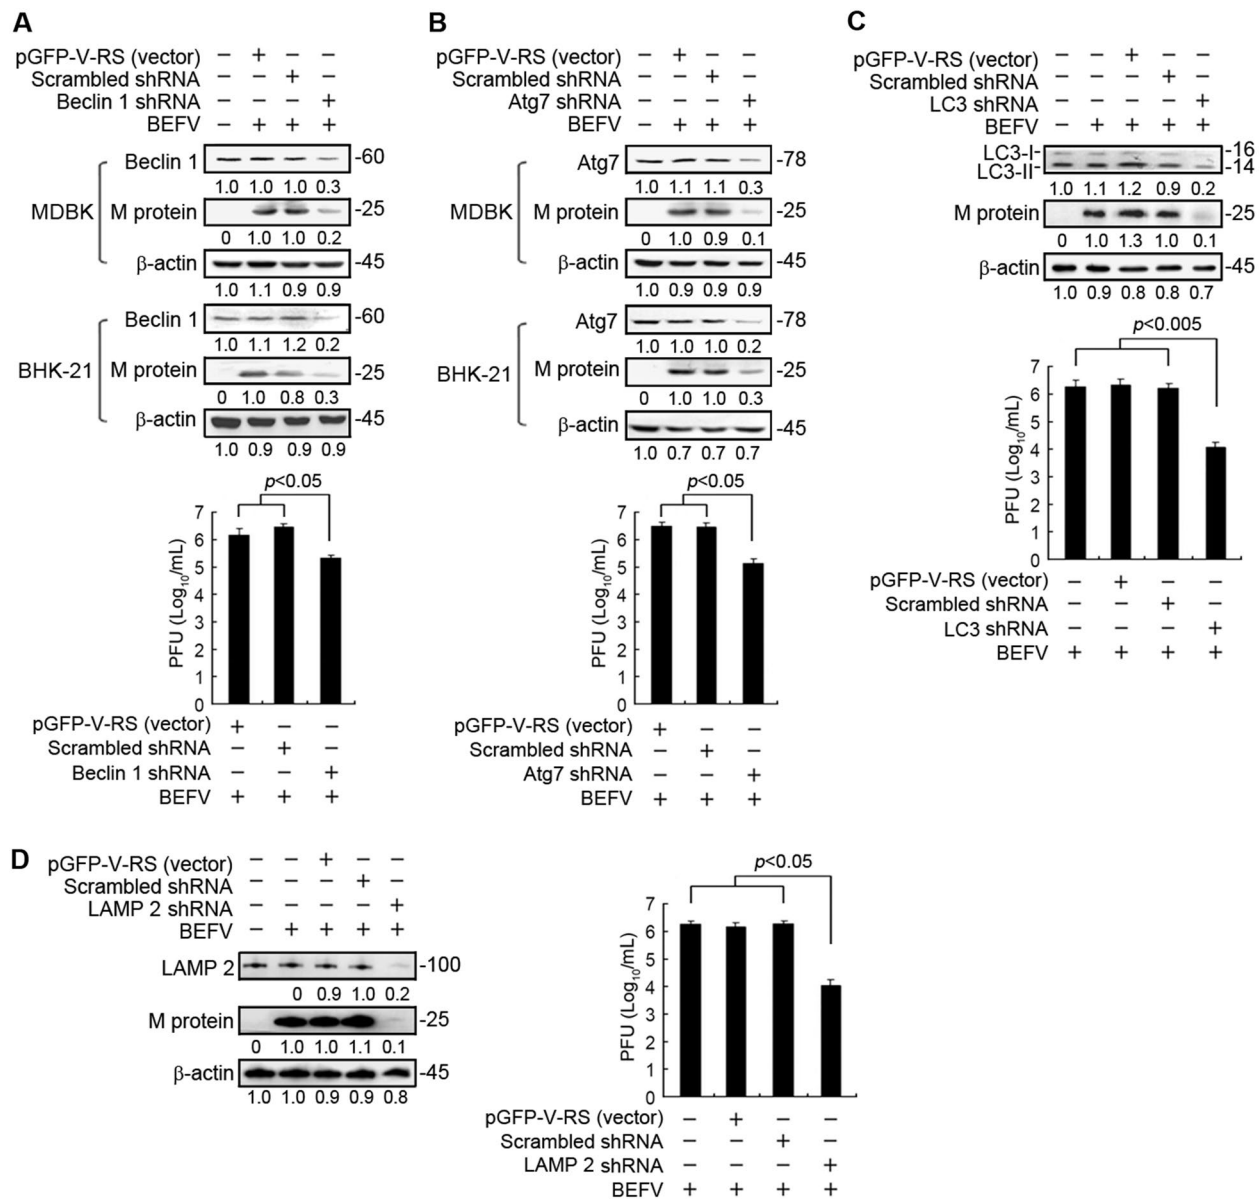 A
pGFP-V-RS (vector) – + – –
Scrambled shRNA – – + –
Beclin 1 shRNA – – – +
BEFV – + + +
MDBK
Beclin 1 -60
1.0 1.0 1.0 0.3
M protein -25
0 1.0 1.0 0.2
β-actin -45
1.0 1.1 0.9 0.9
BHK-21
Beclin 1 -60
1.0 1.1 1.2 0.2
M protein -25
0 1.0 0.8 0.3
β-actin -45
1.0 0.9 0.9 0.9
p<0.05
PFU (Log10/mL)
7
6
5
4
3
2
1
0
pGFP-V-RS (vector) + – –
Scrambled shRNA – + –
Beclin 1 shRNA – – +
BEFV + + +
B
pGFP-V-RS (vector) – + – –
Scrambled shRNA – – + –
Atg7 shRNA – – – +
BEFV – + + +
MDBK
Atg7 -78
1.0 1.1 1.1 0.3
M protein -25
0 1.0 0.9 0.1
β-actin -45
1.0 0.9 0.9 0.9
BHK-21
Atg7 -78
1.0 1.0 1.0 0.2
M protein -25
0 1.0 1.0 0.3
β-actin -45
1.0 0.7 0.7 0.7
p<0.05
PFU (Log10/mL)
7
6
5
4
3
2
1
0
pGFP-V-RS (vector) + – –
Scrambled shRNA – + –
Atg7 shRNA – – +
BEFV + + +
C
pGFP-V-RS (vector) – – + – –
Scrambled shRNA – – – + –
LC3 shRNA – – – – +
BEFV – + + + +
LC3-I- -16
LC3-II- -14
1.0 1.1 1.2 0.9 0.2
M protein -25
0 1.0 1.3 1.0 0.1
β-actin -45
1.0 0.9 0.8 0.8 0.7
p<0.005
PFU (Log10/mL)
7
6
5
4
3
2
1
0
pGFP-V-RS (vector) – + – –
Scrambled shRNA – – + –
LC3 shRNA – – – +
BEFV + + + +
D
pGFP-V-RS (vector) – – + – –
Scrambled shRNA – – – + –
LAMP 2 shRNA – – – – +
BEFV – + + + +
LAMP 2 -100
0 0.9 1.0 0.2
M protein -25
0 1.0 1.0 1.1 0.1
β-actin -45
1.0 1.0 0.9 0.9 0.8
p<0.05
PFU (Log10/mL)
7
6
5
4
3
2
1
0
pGFP-V-RS (vector) – + – –
Scrambled shRNA – – + –
LAMP 2 shRNA – – – +
BEFV + + + +